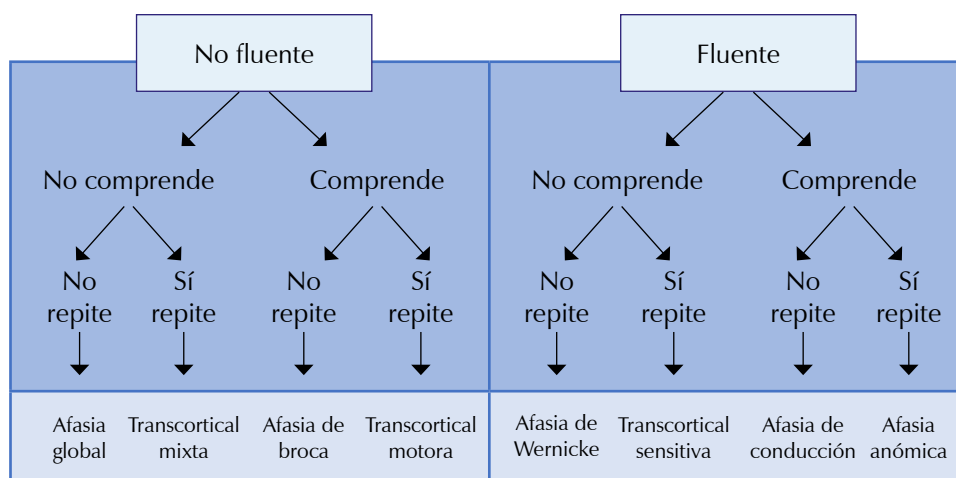 No fluente
Fluente
No comprende
Comprende
No comprende
Comprende
No
repite
Sí
repite
No
repite
Sí
repite
No
repite
Sí
repite
No
repite
Sí
repite
Afasia
global
Transcortical
mixta
Afasia de
broca
Transcortical
motora
Afasia de
Wernicke
Transcortical
sensitiva
Afasia de
conducción
Afasia
anómica